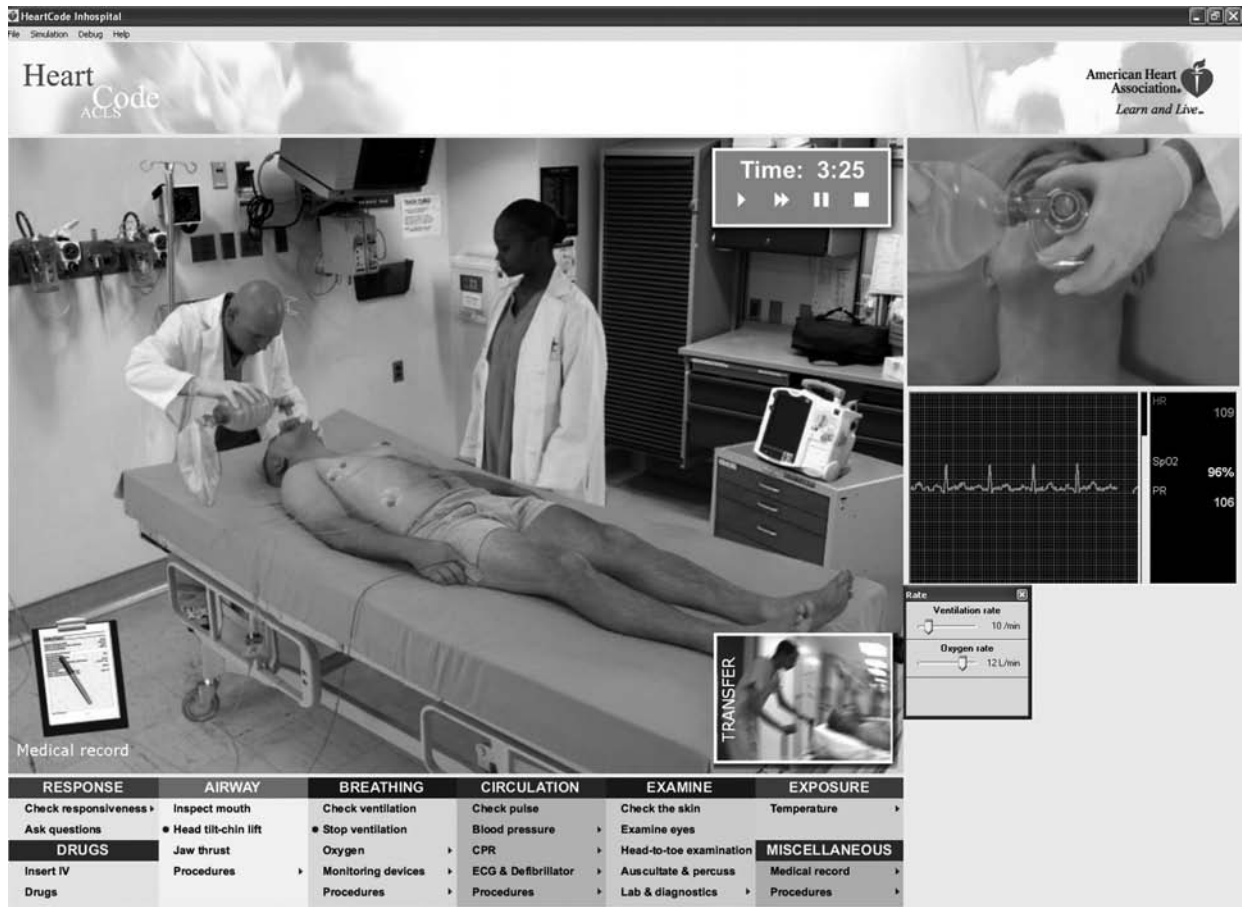 HeartCode Inhospital
File Simulation Debug Help
Heart
Code
ACLS
American Heart
Association®
Learn and Live℠
Time: 3:25
HR
109
SpO2
96%
PR
106
Rate
Ventilation rate
10 /min
Oxygen rate
12 L/min
TRANSFER
Medical record
RESPONSE
Check responsiveness
Ask questions
DRUGS
Insert IV
Drugs
AIRWAY
Inspect mouth
Head tilt-chin lift
Jaw thrust
Procedures
BREATHING
Check ventilation
Stop ventilation
Oxygen
Monitoring devices
Procedures
CIRCULATION
Check pulse
Blood pressure
CPR
ECG & Defibrillator
Procedures
EXAMINE
Check the skin
Examine eyes
Head-to-toe examination
Auscultate & percuss
Lab & diagnostics
EXPOSURE
Temperature
MISCELLANEOUS
Medical record
Procedures